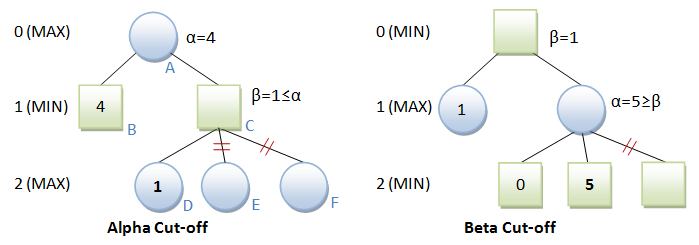 0 (MAX)
α=4
A
1 (MIN)
4
B
β=1≤α
C
2 (MAX)
1
D
E
F
Alpha Cut-off
0 (MIN)
β=1
1 (MAX)
1
α=5≥β
2 (MIN)
0
5
Beta Cut-off